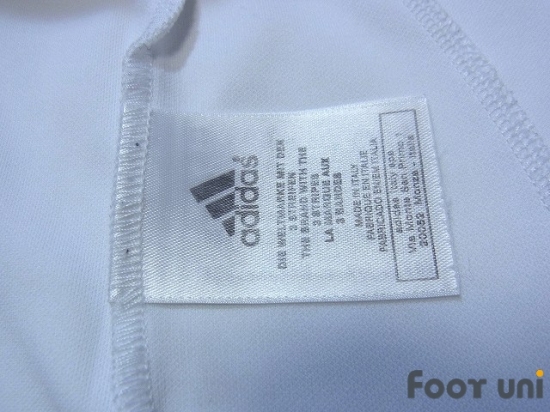 adidas
DIE WELTMARKE MIT DEN
3 STREIFEN
THE BRAND WITH THE
3 STRIPES
LA MARQUE AUX
3 BANDES
MADE IN ITALY
FABRIQUE EN ITALIE
FABRICADO EN/EM ITALIA
adidas Italy spa
Via Monte San Primo 1
20052 Monza - Italia
FOOT UNI